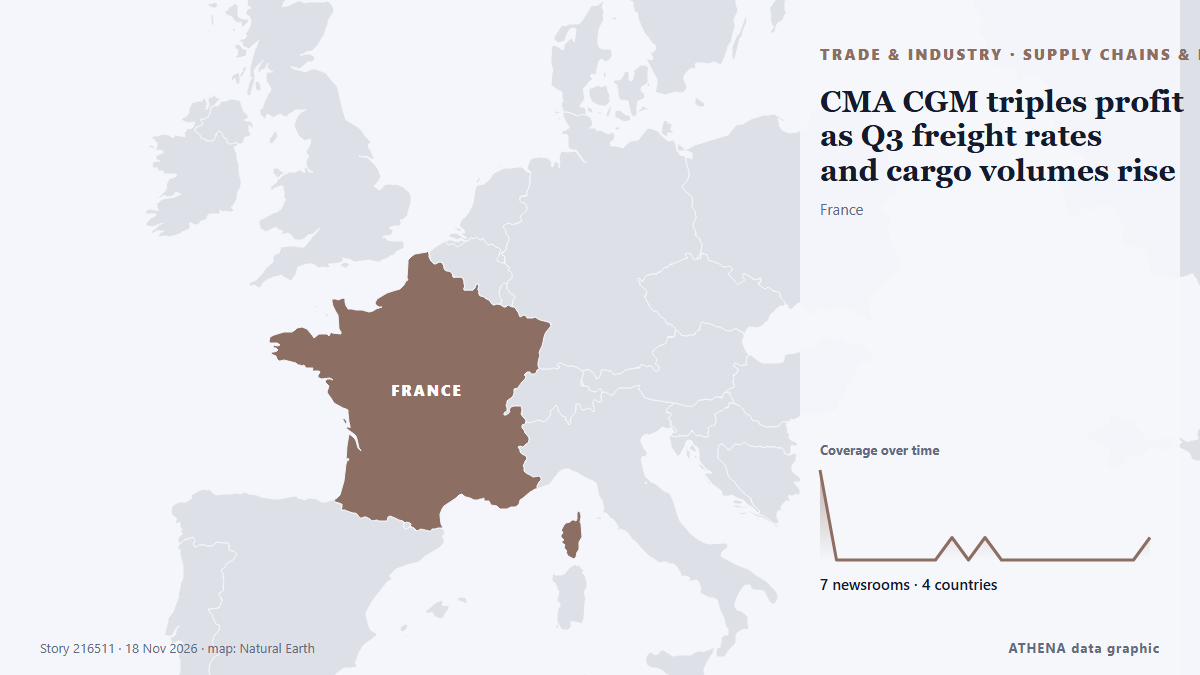 TRADE & INDUSTRY · SUPPLY CHAINS &
CMA CGM triples profit
as Q3 freight rates
and cargo volumes rise
France
FRANCE
Coverage over time
7 newsrooms · 4 countries
Story 216511 · 18 Nov 2026 · map: Natural Earth
ATHENA data graphic